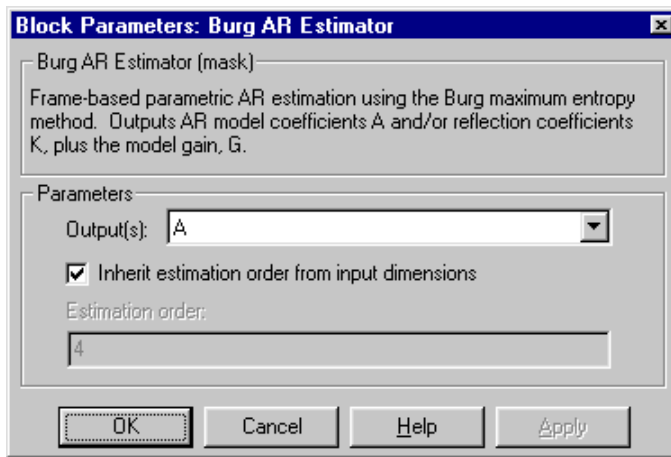 Block Parameters: Burg AR Estimator
Burg AR Estimator (mask)
Frame-based parametric AR estimation using the Burg maximum entropy
method.  Outputs AR model coefficients A and/or reflection coefficients
K, plus the model gain, G.
Parameters
Output(s): A
Inherit estimation order from input dimensions
Estimation order:
4
OK Cancel Help Apply